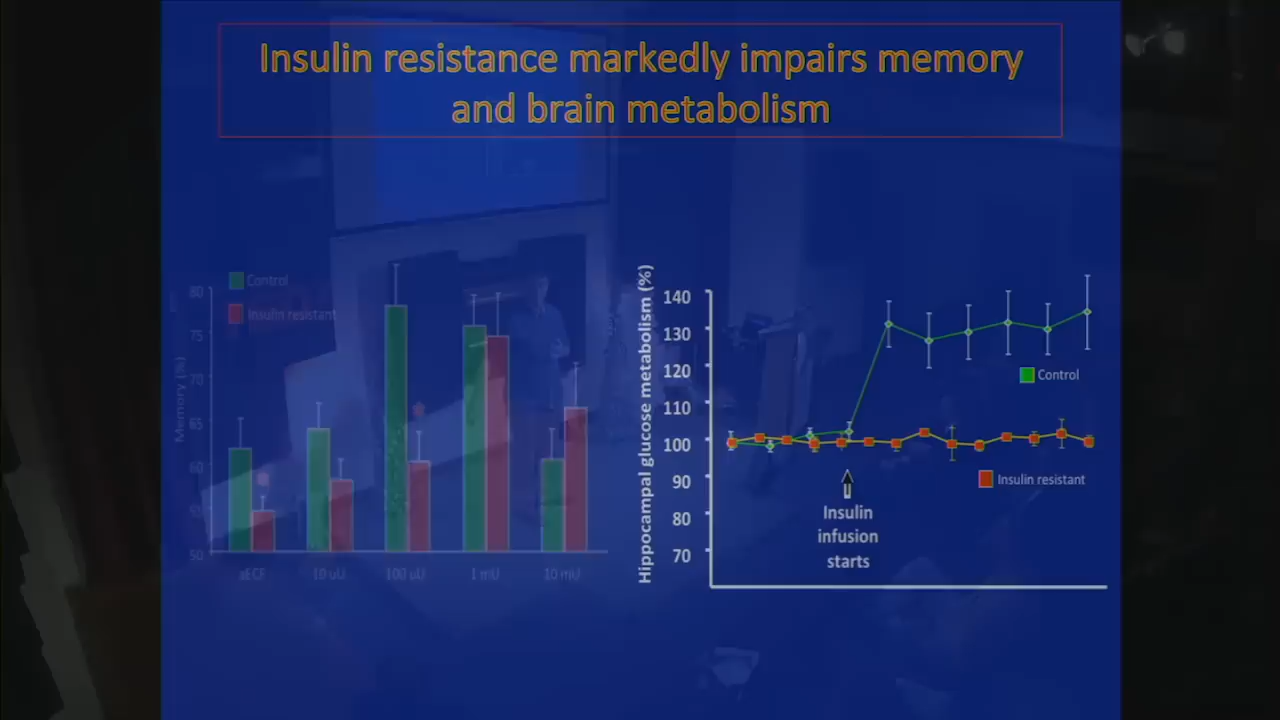 Insulin resistance markedly impairs memory
and brain metabolism
Control
Insulin resistant
Memory (%)
80
75
70
65
60
50
aECF
10 uU
100 uU
1 mU
10 mU
Hippocampal glucose metabolism (%)
140
130
120
110
100
90
80
70
Control
Insulin resistant
Insulin
infusion
starts